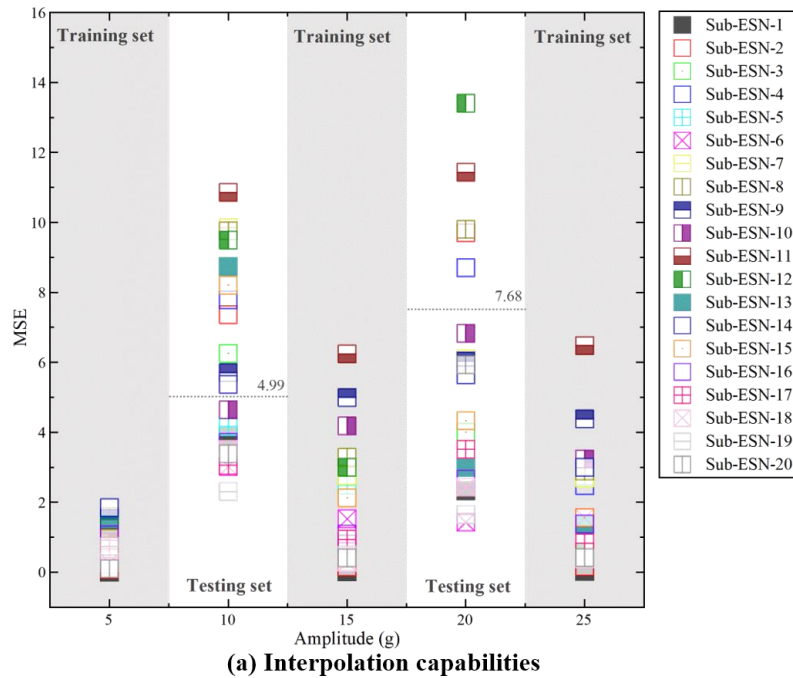 16
14
12
10
8
6
4
2
0
MSE
Training set
Training set
Training set
4.99
7.68
Testing set
Testing set
5
10
15
20
25
Amplitude (g)
Sub-ESN-1
Sub-ESN-2
Sub-ESN-3
Sub-ESN-4
Sub-ESN-5
Sub-ESN-6
Sub-ESN-7
Sub-ESN-8
Sub-ESN-9
Sub-ESN-10
Sub-ESN-11
Sub-ESN-12
Sub-ESN-13
Sub-ESN-14
Sub-ESN-15
Sub-ESN-16
Sub-ESN-17
Sub-ESN-18
Sub-ESN-19
Sub-ESN-20
(a) Interpolation capabilities